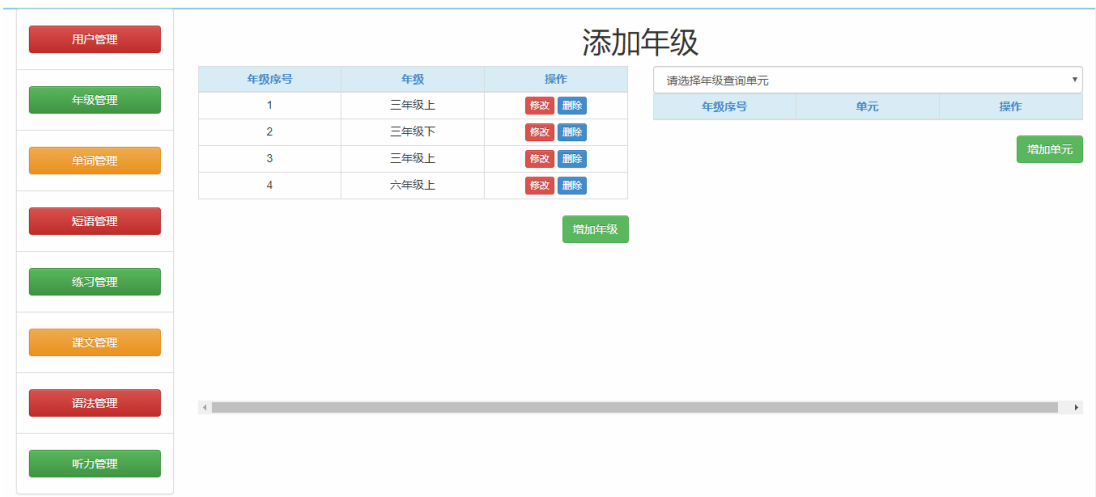 用户管理
年级管理
单词管理
短语管理
练习管理
课文管理
语法管理
听力管理
添加年级
年级序号 年级 操作
1 三年级上 修改 删除
2 三年级下 修改 删除
3 三年级上 修改 删除
4 六年级上 修改 删除
增加年级
请选择年级查询单元
年级序号 单元 操作
增加单元